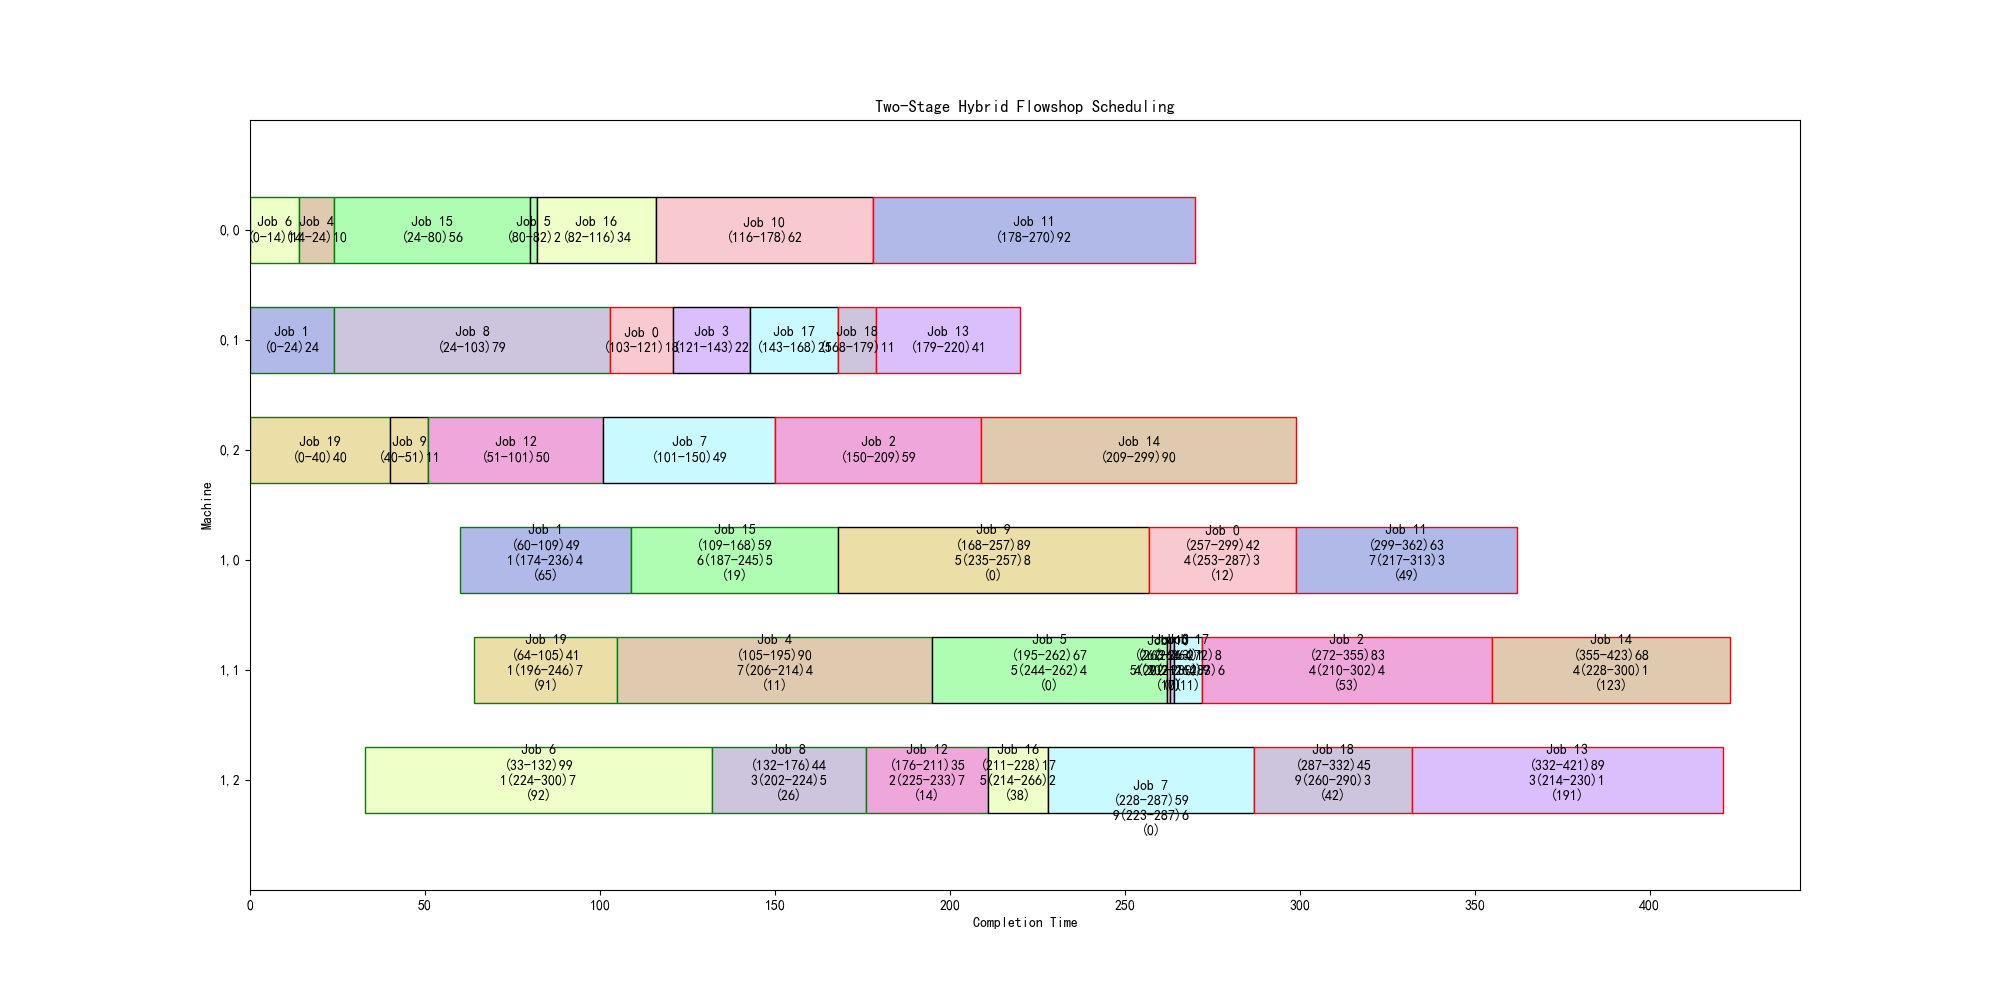 Two-Stage Hybrid Flowshop Scheduling
Machine
0,0
Job 6
(0-14)14
Job 4
(14-24)10
Job 15
(24-80)56
Job 5
(80-82)2
Job 16
(82-116)34
Job 10
(116-178)62
Job 11
(178-270)92
0,1
Job 1
(0-24)24
Job 8
(24-103)79
Job 0
(103-121)18
Job 3
(121-143)22
Job 17
(143-168)25
Job 18
(168-179)11
Job 13
(179-220)41
0,2
Job 19
(0-40)40
Job 9
(40-51)11
Job 12
(51-101)50
Job 7
(101-150)49
Job 2
(150-209)59
Job 14
(209-299)90
1,0
Job 1
(60-109)49
1(174-236)4
(65)
Job 15
(109-168)59
6(187-245)5
(19)
Job 9
(168-257)89
5(235-257)8
(0)
Job 0
(257-299)42
4(253-287)3
(12)
Job 11
(299-362)63
7(217-313)3
(49)
1,1
Job 19
(64-105)41
1(196-246)7
(91)
Job 4
(105-195)90
7(206-214)4
(11)
Job 5
(195-262)67
5(244-262)4
(0)
17
(11)
Job 2
(272-355)83
4(210-302)4
(53)
Job 14
(355-423)68
4(228-300)1
(123)
1,2
Job 6
(33-132)99
1(224-300)7
(92)
Job 8
(132-176)44
3(202-224)5
(26)
Job 12
(176-211)35
2(225-233)7
(14)
Job 16
(211-228)17
5(214-266)2
(38)
Job 7
(228-287)59
9(223-287)6
(0)
Job 18
(287-332)45
9(260-290)3
(42)
Job 13
(332-421)89
3(214-230)1
(191)
0 50 100 150 200 250 300 350 400
Completion Time